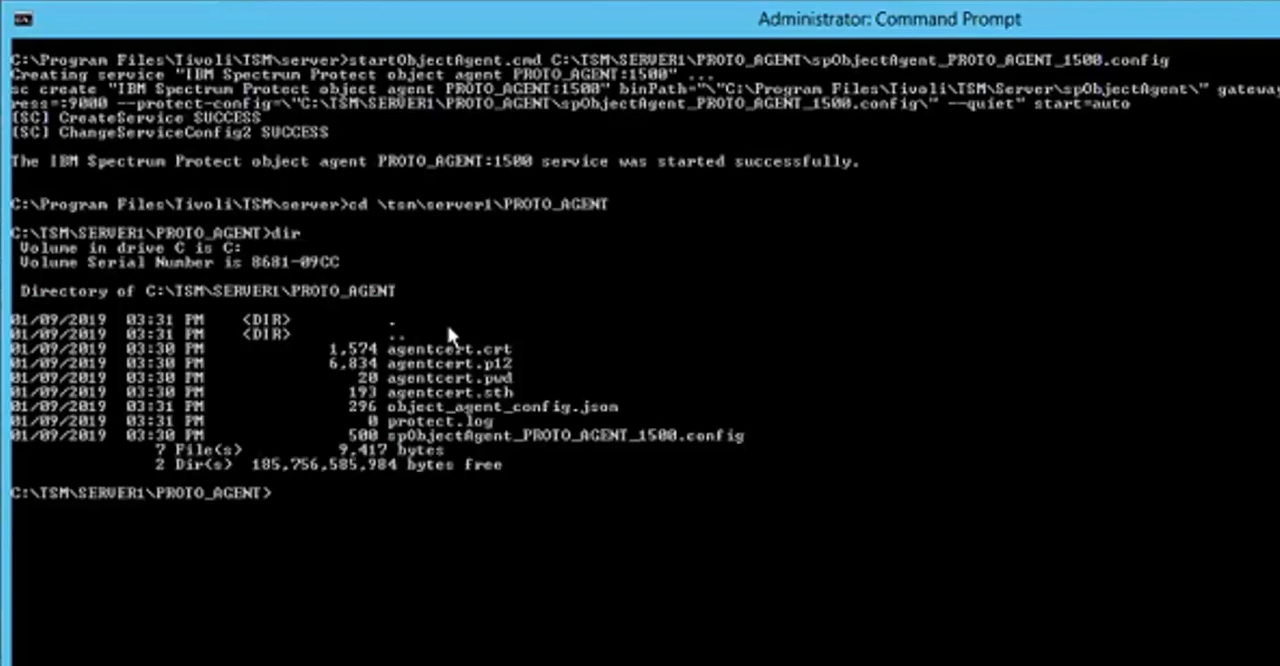 Administrator: Command Prompt
C:\Program Files\Tivoli\TSM\server>startObjectAgent.cmd C:\TSM\SERVER1\PROTO_AGENT\spObjectAgent_PROTO_AGENT_1500.config
Creating service "IBM Spectrum Protect object agent PROTO_AGENT:1500" ...
sc create "IBM Spectrum Protect object agent PROTO_AGENT:1500" binPath="\"C:\Program Files\Tivoli\TSM\Server\spObjectAgent\" gateway
ress=:9000 --protect-config=\"C:\TSM\SERVER1\PROTO_AGENT\spObjectAgent_PROTO_AGENT_1500.config\" --quiet" start=auto
[SC] CreateService SUCCESS
[SC] ChangeServiceConfig2 SUCCESS
The IBM Spectrum Protect object agent PROTO_AGENT:1500 service was started successfully.
C:\Program Files\Tivoli\TSM\server>cd \tsm\server1\PROTO_AGENT
C:\TSM\SERVER1\PROTO_AGENT>dir
Volume in drive C is C:
Volume Serial Number is 8681-09CC
Directory of C:\TSM\SERVER1\PROTO_AGENT
01/09/2019 03:31 PM <DIR> .
01/09/2019 03:31 PM <DIR> ..
01/09/2019 03:30 PM 1,574 agentcert.crt
01/09/2019 03:30 PM 6,834 agentcert.p12
01/09/2019 03:30 PM 20 agentcert.pwd
01/09/2019 03:30 PM 193 agentcert.sth
01/09/2019 03:31 PM 296 object_agent_config.json
01/09/2019 03:31 PM 0 protect.log
01/09/2019 03:30 PM 500 spObjectAgent_PROTO_AGENT_1500.config
7 File(s) 9,417 bytes
2 Dir(s) 185,756,585,984 bytes free
C:\TSM\SERVER1\PROTO_AGENT>